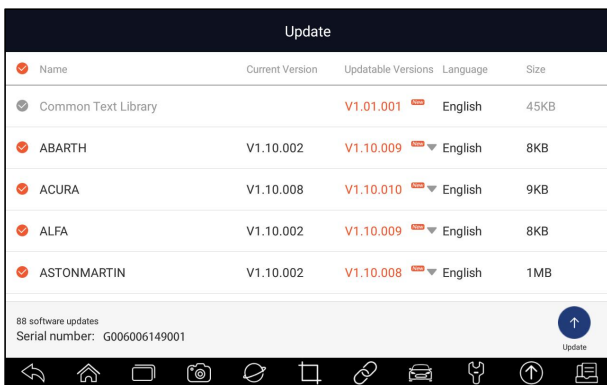 Update
Name Current Version Updatable Versions Language Size
Common Text Library V1.01.001 New English 45KB
ABARTH V1.10.002 V1.10.009 New English 8KB
ACURA V1.10.008 V1.10.010 New English 9KB
ALFA V1.10.002 V1.10.009 New English 8KB
ASTONMARTIN V1.10.002 V1.10.008 New English 1MB
88 software updates
Serial number: G006006149001
Update